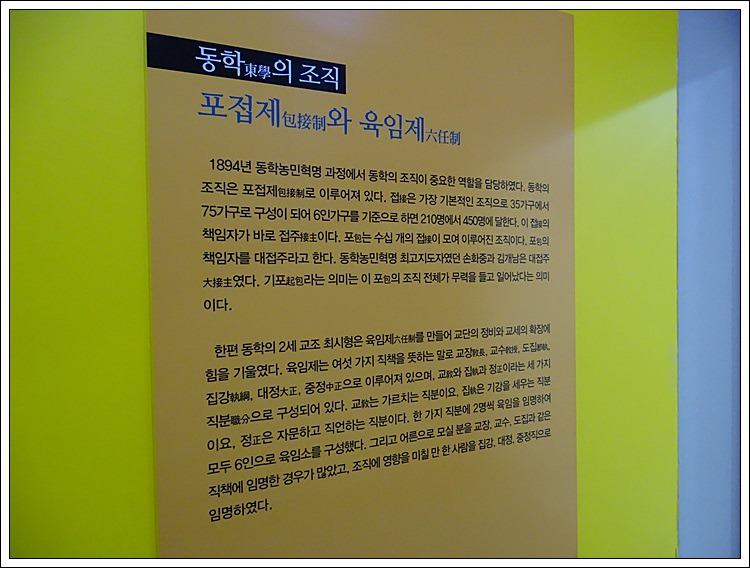 동학東學의 조직
포접제包接制와 육임제六任制
1894년 동학농민혁명 과정에서 동학의 조직이 중요한 역할을 담당하였다. 동학의
조직은 포접제包接制로 이루어져 있다. 접接은 가장 기본적인 조직으로 35가구에서
75가구로 구성이 되어 6인가구를 기준으로 하면 210명에서 450명에 달한다. 이 접接의
책임자가 바로 접주接主이다. 포包는 수십 개의 접接이 모여 이루어진 조직이다. 포包의
책임자를 대접주라고 한다. 동학농민혁명 최고지도자였던 손화중과 김개남은 대접주
大接主였다. 기포起包라는 의미는 이 포包의 조직 전체가 무력을 들고 일어났다는 의미
이다.
한편 동학의 2세 교조 최시형은 육임제六任制를 만들어 교단의 정비와 교세의 확장에
힘을 기울였다. 육임제는 여섯 가지 직책을 뜻하는 말로 교장敎長, 교수敎授, 도집都執,
집강執綱, 대정大正, 중정中正으로 이루어져 있으며, 교敎와 집執과 정正이라는 세 가지
직분職分으로 구성되어 있다. 교敎는 가르치는 직분이요, 집執은 기강을 세우는 직분
이요, 정正은 자문하고 직언하는 직분이다. 한 가지 직분에 2명씩 육임을 임명하여
모두 6인으로 육임소를 구성했다. 그리고 어른으로 모실 분을 교장, 교수, 도집과 같은
직책에 임명한 경우가 많았고, 조직에 영향을 미칠 만 한 사람을 집강, 대정, 중정직으로
임명하였다.